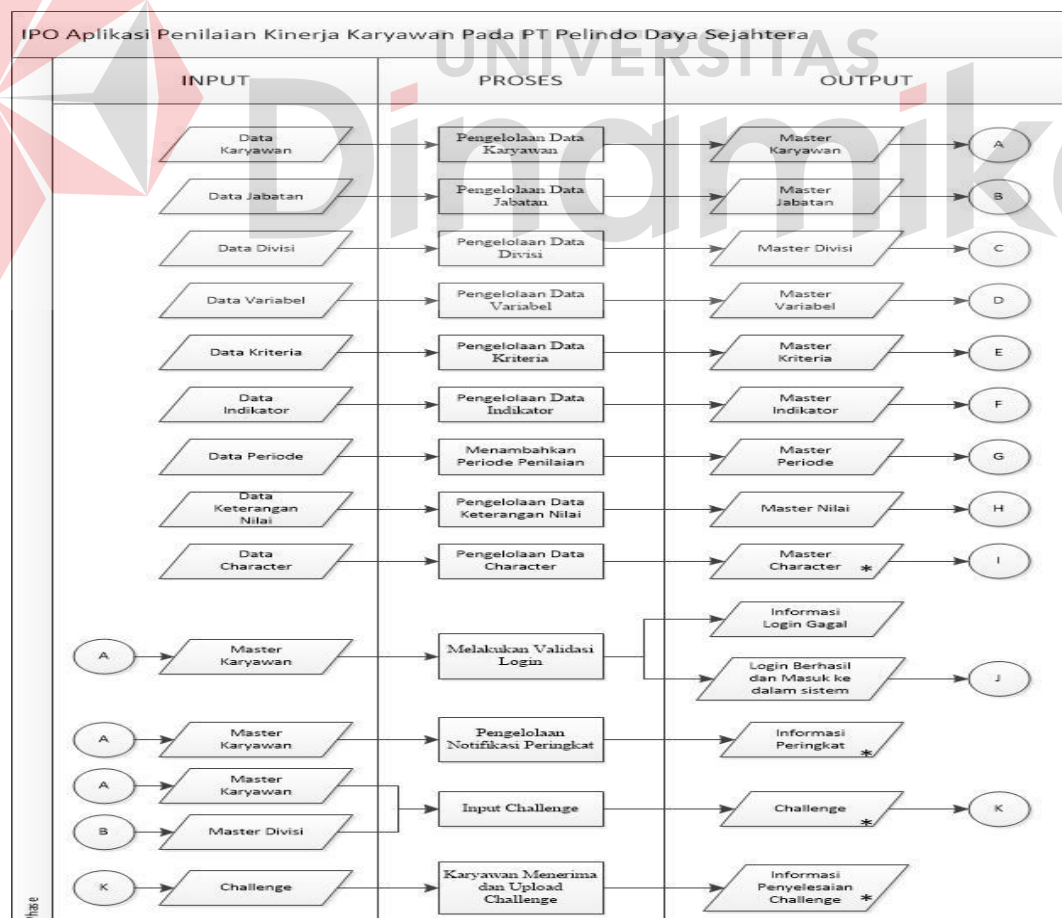 IPO Aplikasi Penilaian Kinerja Karyawan Pada PT Pelindo Daya Sejahtera
UNIVERSITAS
Dinamika
INPUT
PROSES
OUTPUT
Data
Karyawan
Pengelolaan Data
Karyawan
Master
Karyawan
A
Data Jabatan
Pengelolaan Data
Jabatan
Master
Jabatan
B
Data Divisi
Pengelolaan Data
Divisi
Master Divisi
C
Data Variabel
Pengelolaan Data
Variabel
Master
Variabel
D
Data Kriteria
Pengelolaan Data
Kriteria
Master
Kriteria
E
Data
Indikator
Pengelolaan Data
Indikator
Master
Indikator
F
Data Periode
Menambahkan
Periode Penilaian
Master
Periode
G
Data
Keterangan
Nilai
Pengelolaan Data
Keterangan Nilai
Master Nilai
H
Data
Character
Pengelolaan Data
Character
Master
Character *
I
A
Master
Karyawan
Melakukan Validasi
Login
Informasi
Login Gagal
Login Berhasil
dan Masuk ke
dalam sistem
J
A
Master
Karyawan
Pengelolaan
Notifikasi Peringkat
Informasi
Peringkat *
A
Master
Karyawan
B
Master Divisi
Input Challenge
Challenge *
K
K
Challenge
Karyawan Menerima
dan Upload
Challenge
Informasi
Penyelesaian
Challenge *
Phase